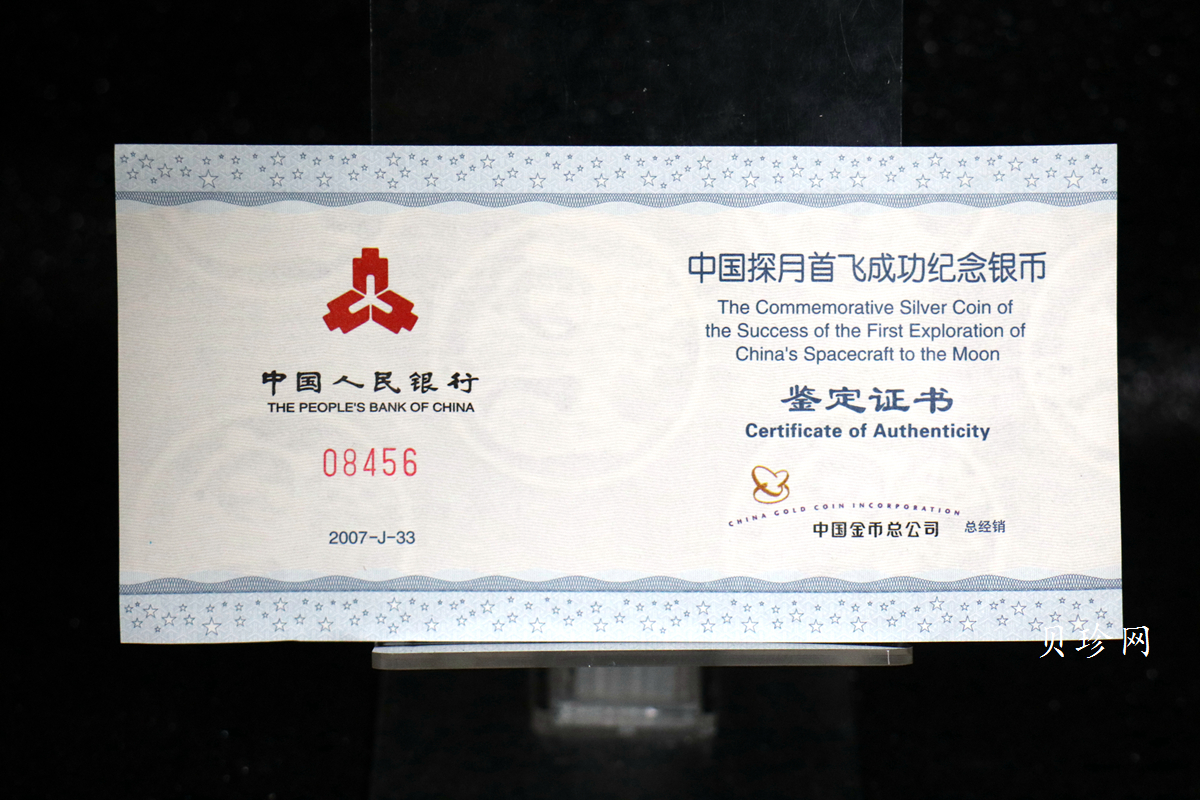 中国人民银行
THE PEOPLE'S BANK OF CHINA
08456
2007-J-33
中国探月首飞成功纪念银币
The Commemorative Silver Coin of
the Success of the First Exploration of
China's Spacecraft to the Moon
鉴定证书
Certificate of Authenticity
CHINA GOLD COIN INCORPORATION
中国金币总公司 总经销
贝珍网